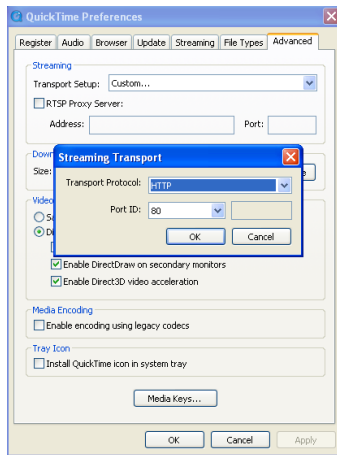 QuickTime Preferences
Register Audio Browser Update Streaming File Types Advanced
Streaming
Transport Setup: Custom...
RTSP Proxy Server:
Address: Port:
Streaming Transport
Size:
Transport Protocol: HTTP
Video
Port ID: 80
OK Cancel
Enable DirectDraw on secondary monitors
Enable Direct3D video acceleration
Media Encoding
Enable encoding using legacy codecs
Tray Icon
Install QuickTime icon in system tray
Media Keys...
OK Cancel Apply